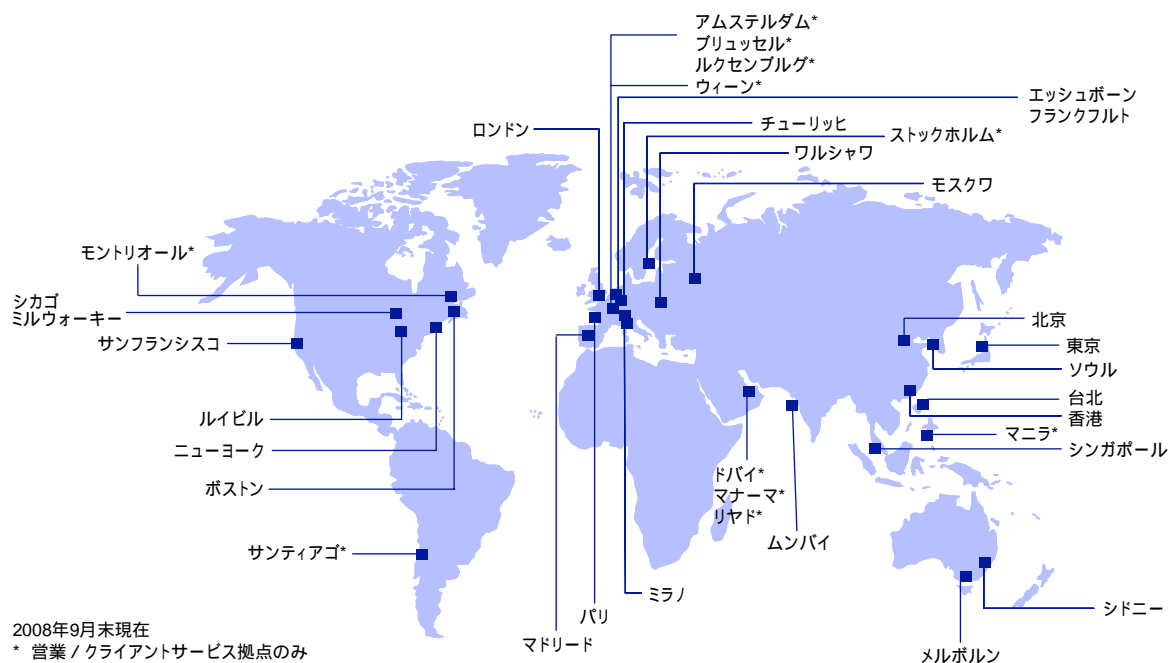 アムステルダム*
ブリュッセル*
ルクセンブルグ*
ウィーン*
エッシュボーン
フランクフルト
ロンドン
チューリッヒ
ストックホルム*
ワルシャワ
モスクワ
モントリオール*
シカゴ
ミルウォーキー
サンフランシスコ
北京
東京
ソウル
台北
香港
マニラ*
シンガポール
ルイビル
ニューヨーク
ボストン
ドバイ*
マナーマ*
リヤド*
ムンバイ
サンティアゴ*
ミラノ
パリ
マドリード
シドニー
メルボルン
2008年9月末現在
* 営業 / クライアントサービス拠点のみ